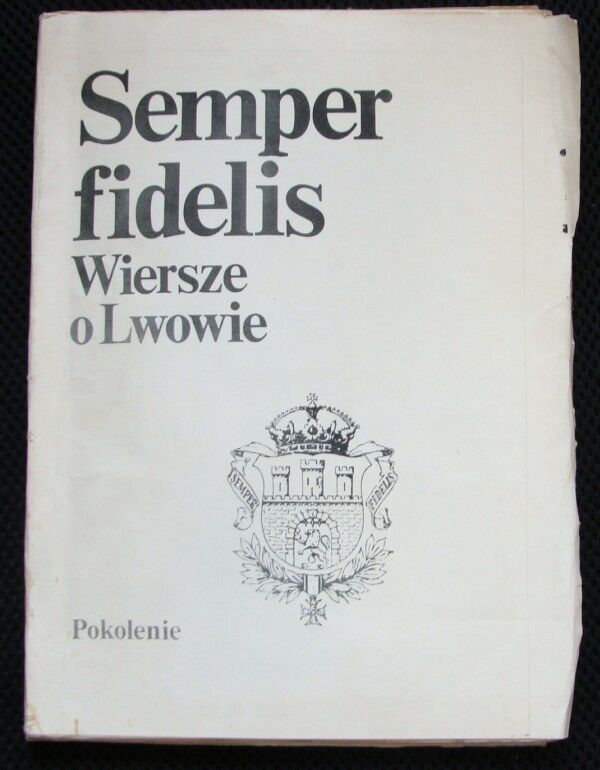 Semper
fidelis
Wiersze
o Lwowie
SEMPER
FIDELIS
Pokolenie